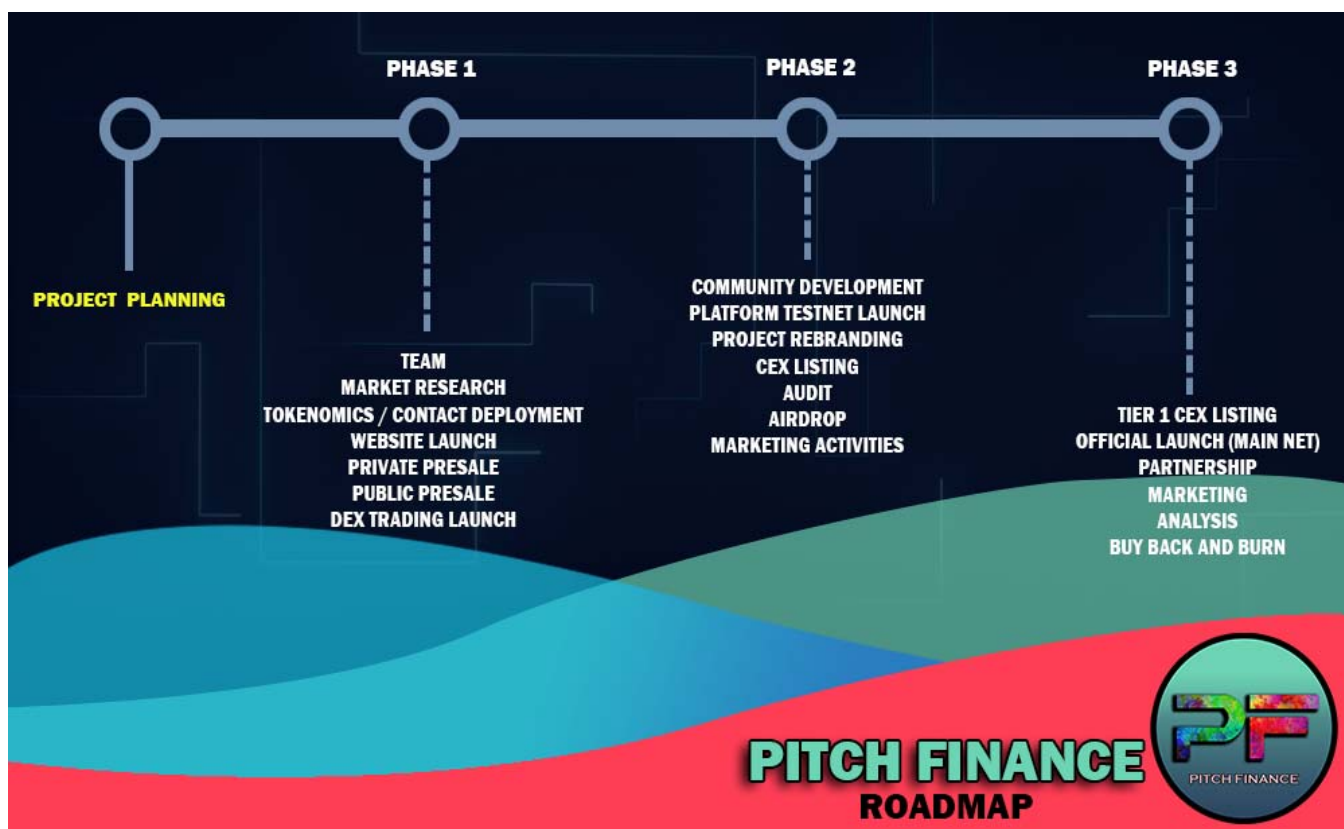 PHASE 1
PHASE 2
PHASE 3
PROJECT PLANNING
TEAM
MARKET RESEARCH
TOKENOMICS / CONTACT DEPLOYMENT
WEBSITE LAUNCH
PRIVATE PRESALE
PUBLIC PRESALE
DEX TRADING LAUNCH
COMMUNITY DEVELOPMENT
PLATFORM TESTNET LAUNCH
PROJECT REBRANDING
CEX LISTING
AUDIT
AIRDROP
MARKETING ACTIVITIES
TIER 1 CEX LISTING
OFFICIAL LAUNCH (MAIN NET)
PARTNERSHIP
MARKETING
ANALYSIS
BUY BACK AND BURN
PITCH FINANCE
ROADMAP
PF
PITCH FINANCE